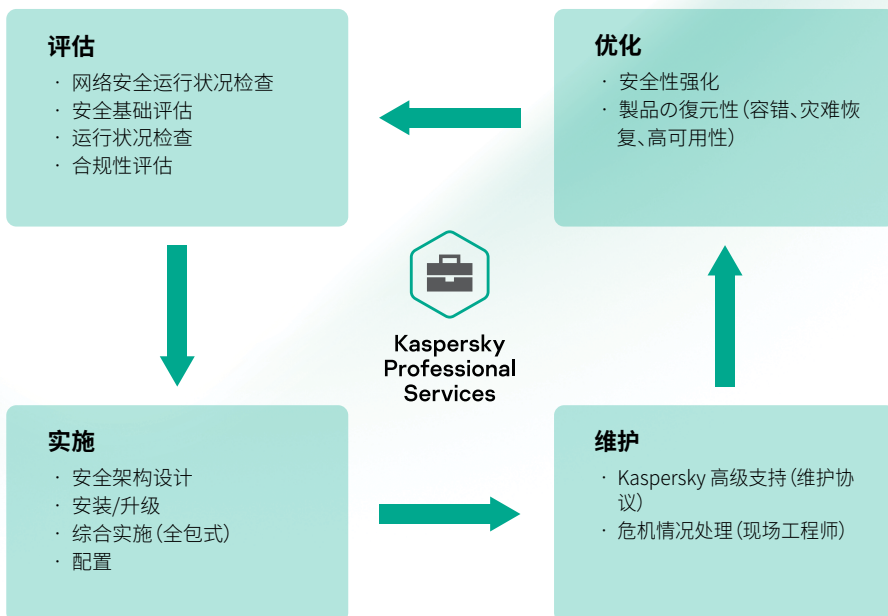 评估
· 网络安全运行状况检查
· 安全基础评估
· 运行状况检查
· 合规性评估
优化
· 安全性强化
· 製品の復元性(容错、灾难恢
复、高可用性)
Kaspersky
Professional
Services
实施
· 安全架构设计
· 安装/升级
· 综合实施(全包式)
· 配置
维护
· Kaspersky 高级支持(维护协
议)
· 危机情况处理(现场工程师)